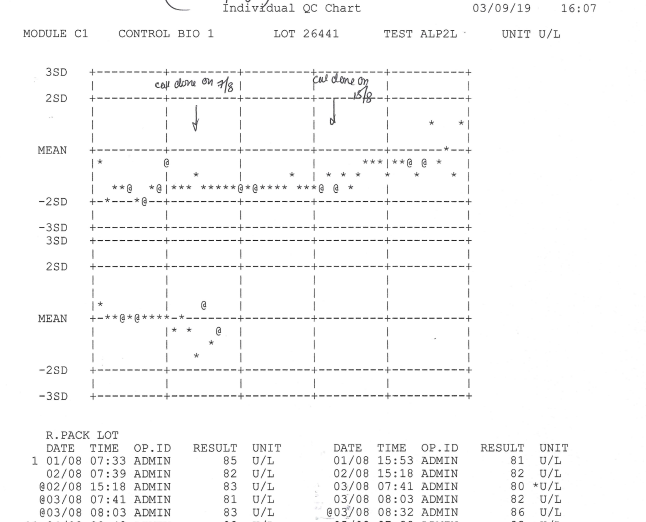 Individual QC Chart 03/09/19 16:07
MODULE C1 CONTROL BIO 1 LOT 26441 TEST ALP2L UNIT U/L
3SD
cal done on 7/8
cal done on 15/8
2SD
MEAN
-2SD
-3SD
3SD
2SD
MEAN
-2SD
-3SD
R.PACK LOT
DATE TIME OP.ID RESULT UNIT DATE TIME OP.ID RESULT UNIT
1 01/08 07:33 ADMIN 85 U/L 01/08 15:53 ADMIN 81 U/L
02/08 07:39 ADMIN 82 U/L 02/08 15:18 ADMIN 82 U/L
@02/08 15:18 ADMIN 83 U/L 03/08 07:41 ADMIN 80 *U/L
@03/08 07:41 ADMIN 81 U/L 03/08 08:03 ADMIN 82 U/L
@03/08 08:03 ADMIN 83 U/L @03/08 08:32 ADMIN 86 U/L